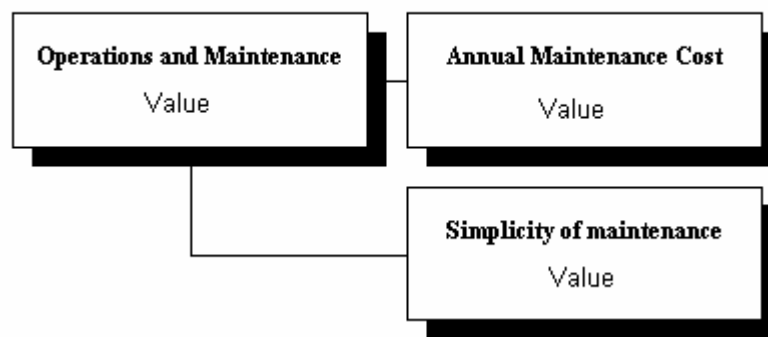 Operations and Maintenance
Value
Annual Maintenance Cost
Value
Simplicity of maintenance
Value